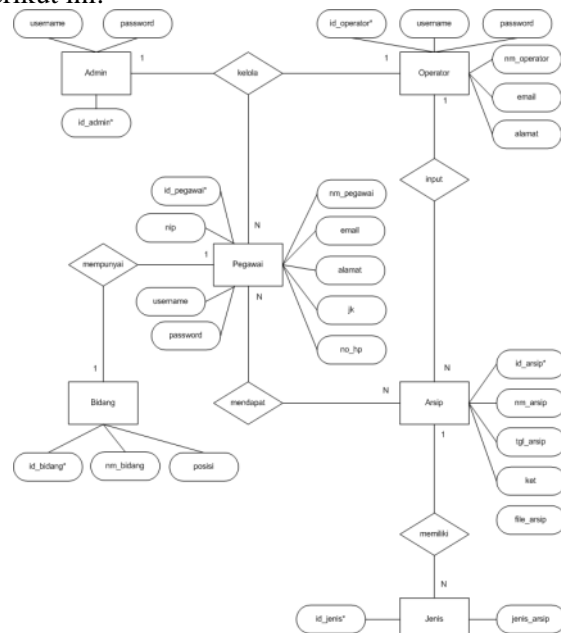 erikut ini:
username
password
id_operator*
username
password
Admin
1
kelola
1
Operator
nm_operator
email
alamat
id_admin*
1
input
id_pegawai*
nip
N
nm_pegawai
email
alamat
jk
no_hp
mempunyai
1
Pegawai
N
username
password
1
Bidang
id_bidang*
nm_bidang
posisi
mendapat
N
N
Arsip
1
id_arsip*
nm_arsip
tgl_arsip
ket
file_arsip
memiliki
N
id_jenis*
Jenis
jenis_arsip